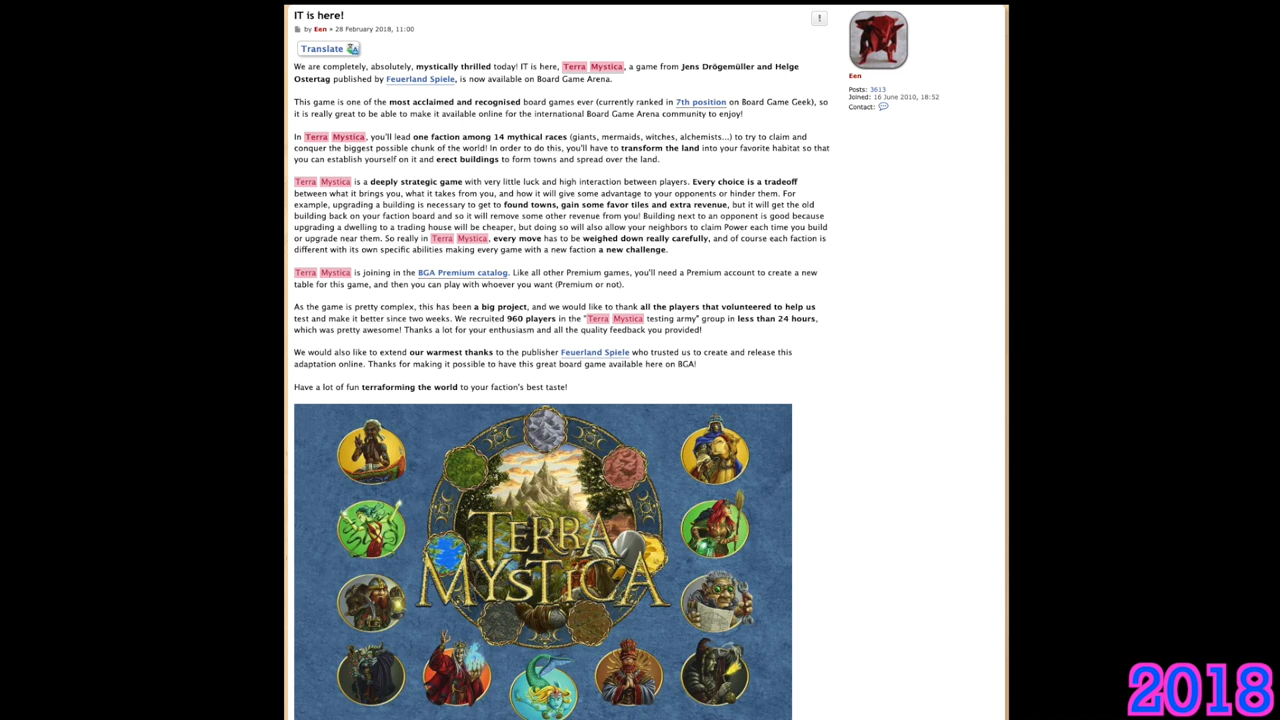 IT is here!
by Een » 28 February 2018, 11:00
Translate
We are completely, absolutely, mystically thrilled today! IT is here, Terra Mystica, a game from Jens Drögemüller and Helge
Ostertag published by Feuerland Spiele, is now available on Board Game Arena.
This game is one of the most acclaimed and recognised board games ever (currently ranked in 7th position on Board Game Geek), so
it is really great to be able to make it available online for the international Board Game Arena community to enjoy!
In Terra Mystica, you'll lead one faction among 14 mythical races (giants, mermaids, witches, alchemists...) to try to claim and
conquer the biggest possible chunk of the world! In order to do this, you'll have to transform the land into your favorite habitat so that
you can establish yourself on it and erect buildings to form towns and spread over the land.
Terra Mystica is a deeply strategic game with very little luck and high interaction between players. Every choice is a tradeoff
between what it brings you, what it takes from you, and how it will give some advantage to your opponents or hinder them. For
example, upgrading a building is necessary to get to found towns, gain some favor tiles and extra revenue, but it will get the old
building back on your faction board and so it will remove some other revenue from you! Building next to an opponent is good because
upgrading a dwelling to a trading house will be cheaper, but doing so will also allow your neighbors to claim Power each time you build
or upgrade near them. So really in Terra Mystica, every move has to be weighed down really carefully, and of course each faction is
different with its own specific abilities making every game with a new faction a new challenge.
Terra Mystica is joining in the BGA Premium catalog. Like all other Premium games, you'll need a Premium account to create a new
table for this game, and then you can play with whoever you want (Premium or not).
As the game is pretty complex, this has been a big project, and we would like to thank all the players that volunteered to help us
test and make it better since two weeks. We recruited 960 players in the "Terra Mystica testing army" group in less than 24 hours,
which was pretty awesome! Thanks a lot for your enthusiasm and all the quality feedback you provided!
We would also like to extend our warmest thanks to the publisher Feuerland Spiele who trusted us to create and release this
adaptation online. Thanks for making it possible to have this great board game available here on BGA!
Have a lot of fun terraforming the world to your faction's best taste!
TERRA
MYSTICA
!
Een
Posts: 3613
Joined: 16 June 2010, 18:52
Contact:
2018